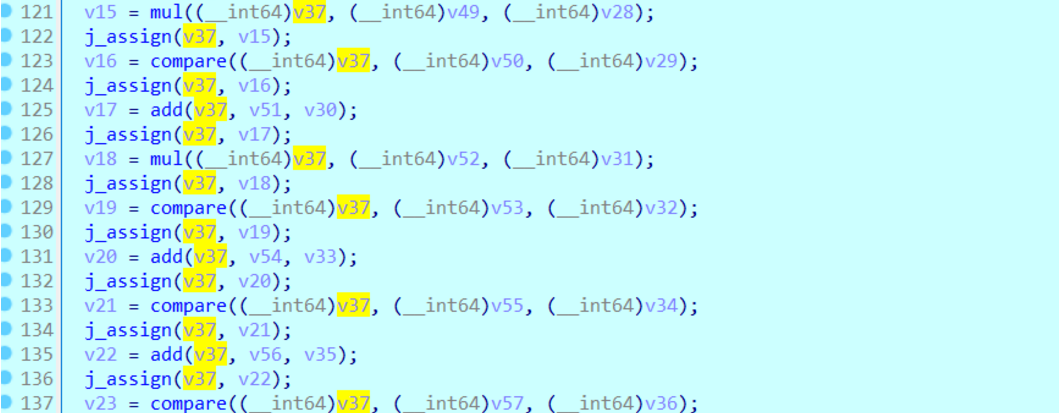 121 v15 = mul((__int64)v37, (__int64)v49, (__int64)v28);
122 j_assign(v37, v15);
123 v16 = compare((__int64)v37, (__int64)v50, (__int64)v29);
124 j_assign(v37, v16);
125 v17 = add(v37, v51, v30);
126 j_assign(v37, v17);
127 v18 = mul((__int64)v37, (__int64)v52, (__int64)v31);
128 j_assign(v37, v18);
129 v19 = compare((__int64)v37, (__int64)v53, (__int64)v32);
130 j_assign(v37, v19);
131 v20 = add(v37, v54, v33);
132 j_assign(v37, v20);
133 v21 = compare((__int64)v37, (__int64)v55, (__int64)v34);
134 j_assign(v37, v21);
135 v22 = add(v37, v56, v35);
136 j_assign(v37, v22);
137 v23 = compare((__int64)v37, (__int64)v57, (__int64)v36);